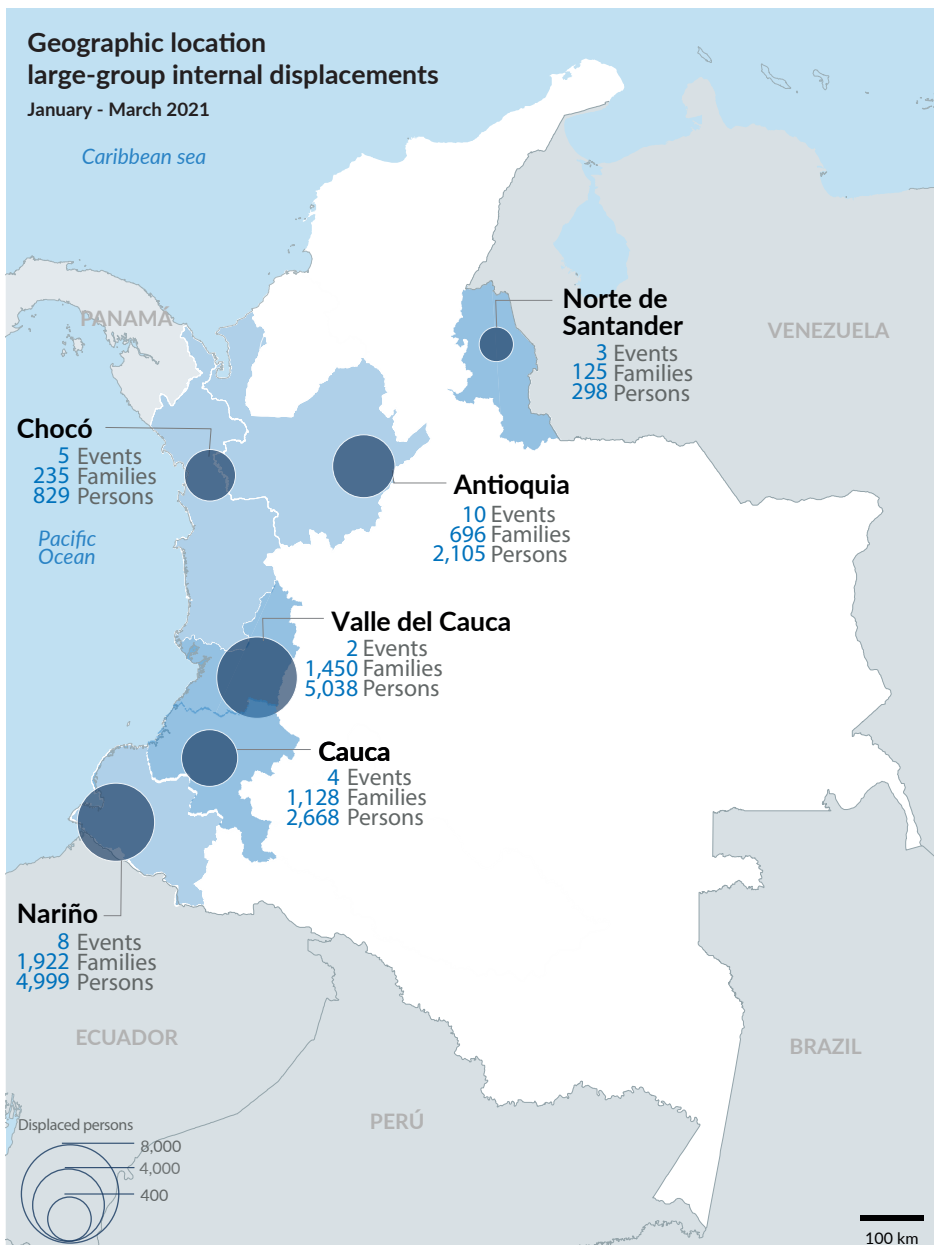 Geographic location
large-group internal displacements
January - March 2021
Caribbean sea
PANAMÁ
VENEZUELA
Norte de
Santander
3 Events
125 Families
298 Persons
Chocó
5 Events
235 Families
829 Persons
Antioquia
10 Events
696 Families
2,105 Persons
Pacific
Ocean
Valle del Cauca
2 Events
1,450 Families
5,038 Persons
Cauca
4 Events
1,128 Families
2,668 Persons
Nariño
8 Events
1,922 Families
4,999 Persons
ECUADOR
BRAZIL
PERÚ
Displaced persons
8,000
4,000
400
100 km